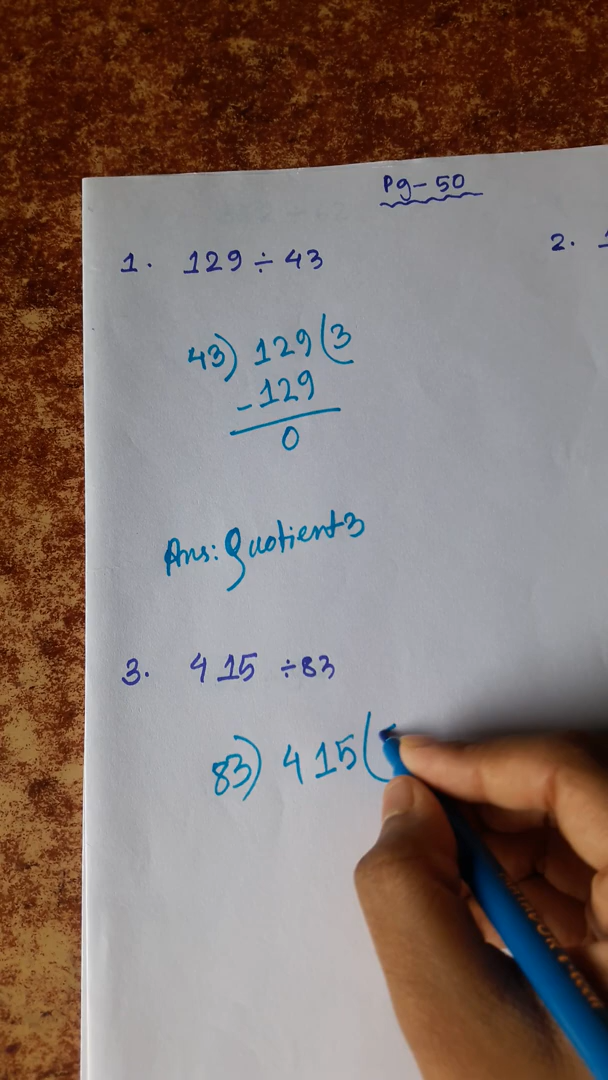 Pg-50
1. 129 ÷ 43
2. 1
43) 129 (3
-129
0
Ans: Quotient 3
3. 415 ÷ 83
83) 415 (